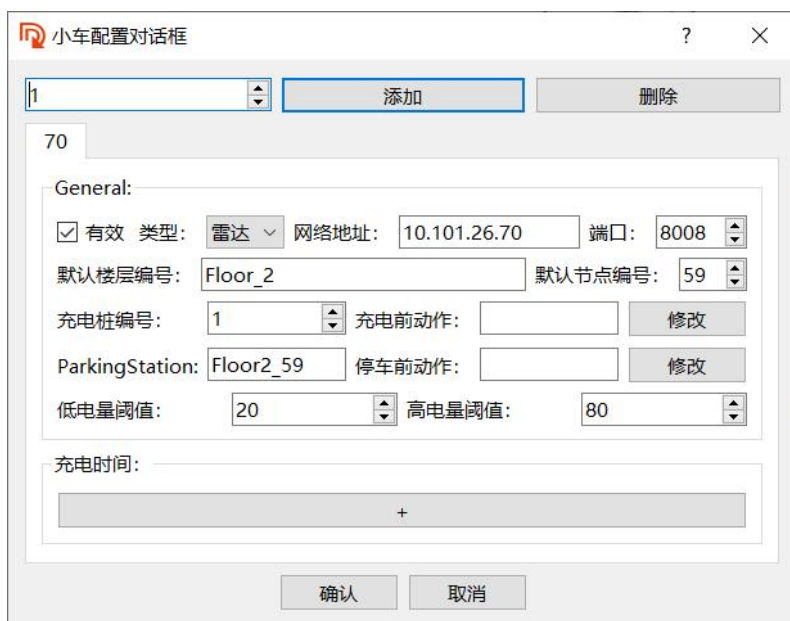 小车配置对话框 ?
1 添加 删除
70
General:
有效 类型: 雷达 网络地址: 10.101.26.70 端口: 8008
默认楼层编号: Floor_2 默认节点编号: 59
充电桩编号: 1 充电前动作: 修改
ParkingStation: Floor2_59 停车前动作: 修改
低电量阈值: 20 高电量阈值: 80
充电时间:
+
确认 取消